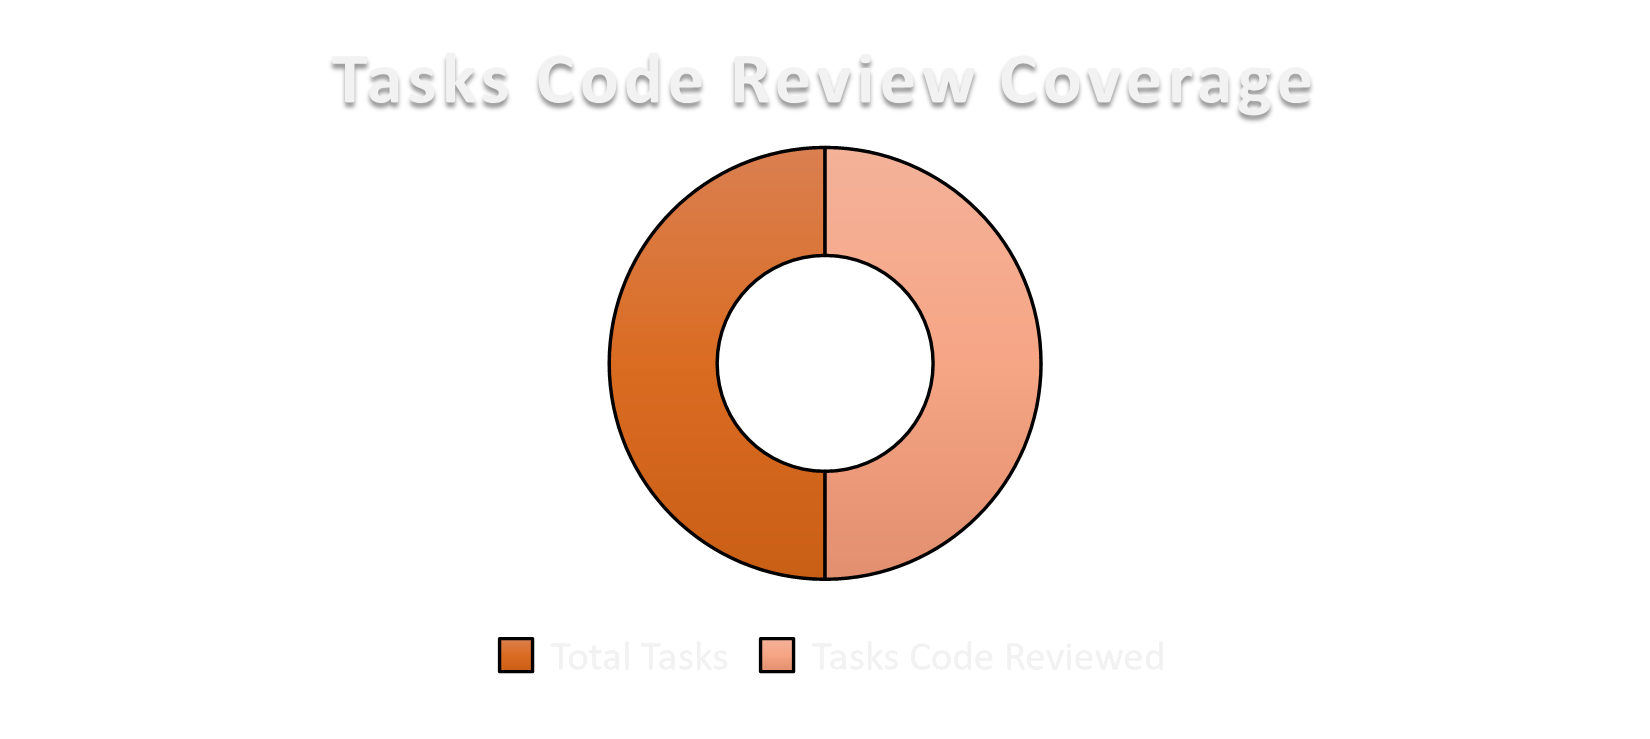 Tasks Code Review Coverage
Total Tasks
Tasks Code Reviewed